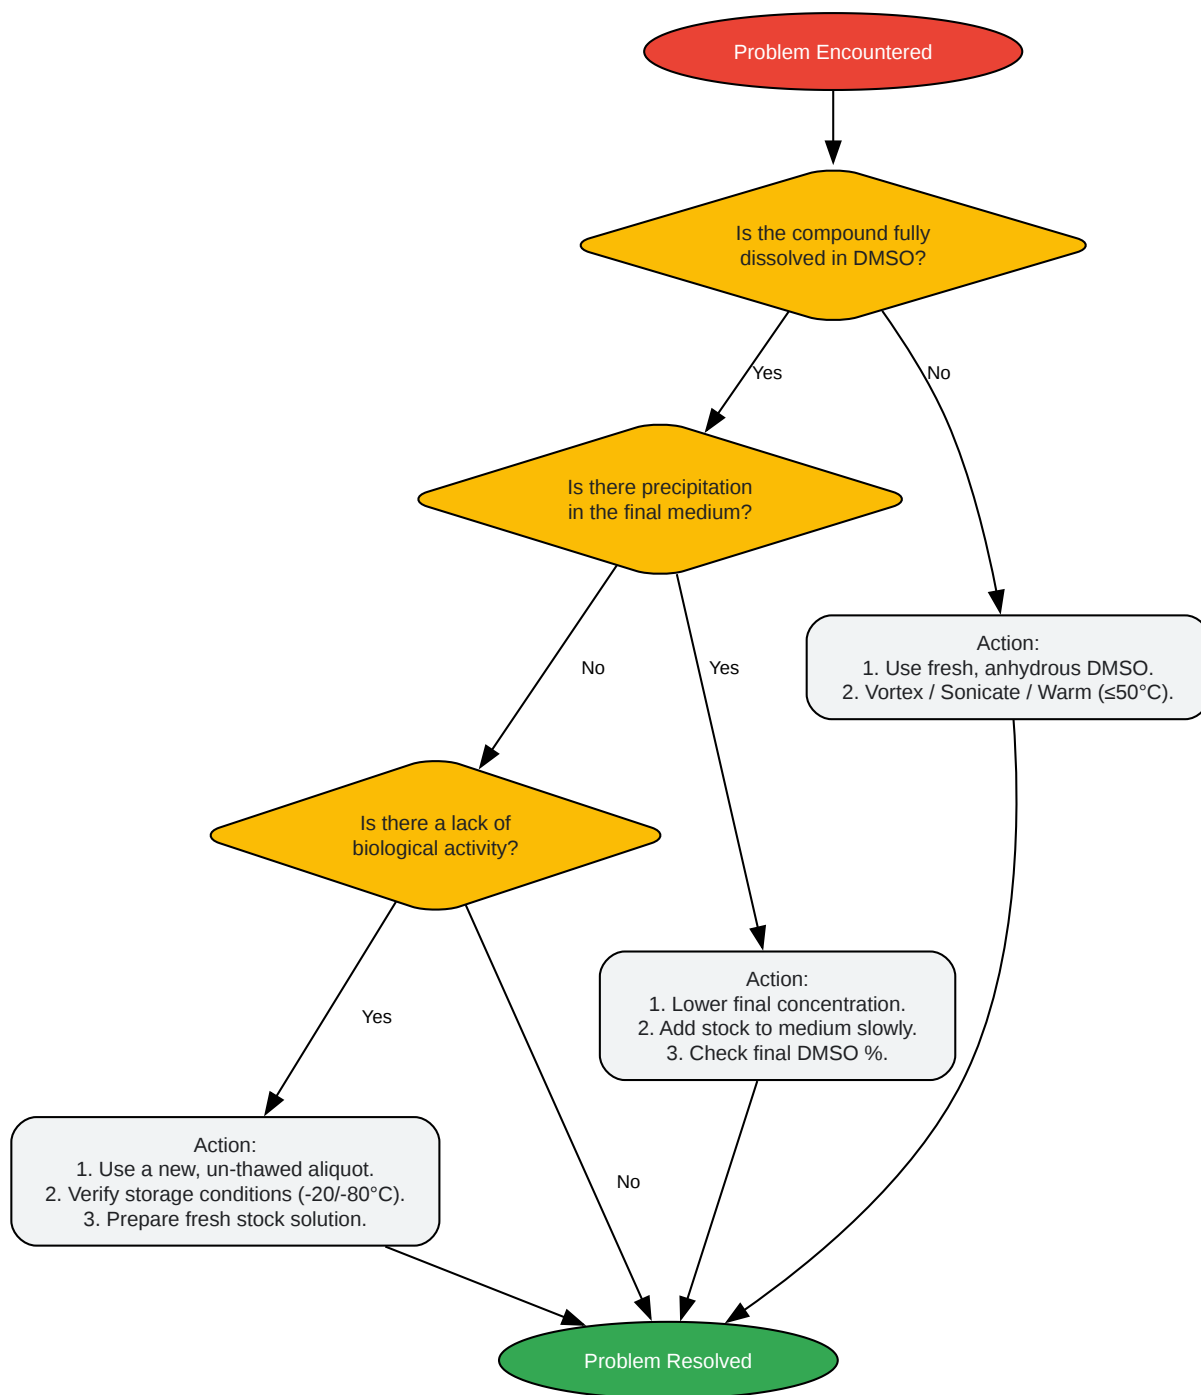 Problem Encountered
Is the compound fully
dissolved in DMSO?
Yes
No
Is there precipitation
in the final medium?
No
Yes
Action:
1. Use fresh, anhydrous DMSO.
2. Vortex / Sonicate / Warm (≤50°C).
Is there a lack of
biological activity?
Yes
No
Action:
1. Lower final concentration.
2. Add stock to medium slowly.
3. Check final DMSO %.
Action:
1. Use a new, un-thawed aliquot.
2. Verify storage conditions (-20/-80°C).
3. Prepare fresh stock solution.
Problem Resolved